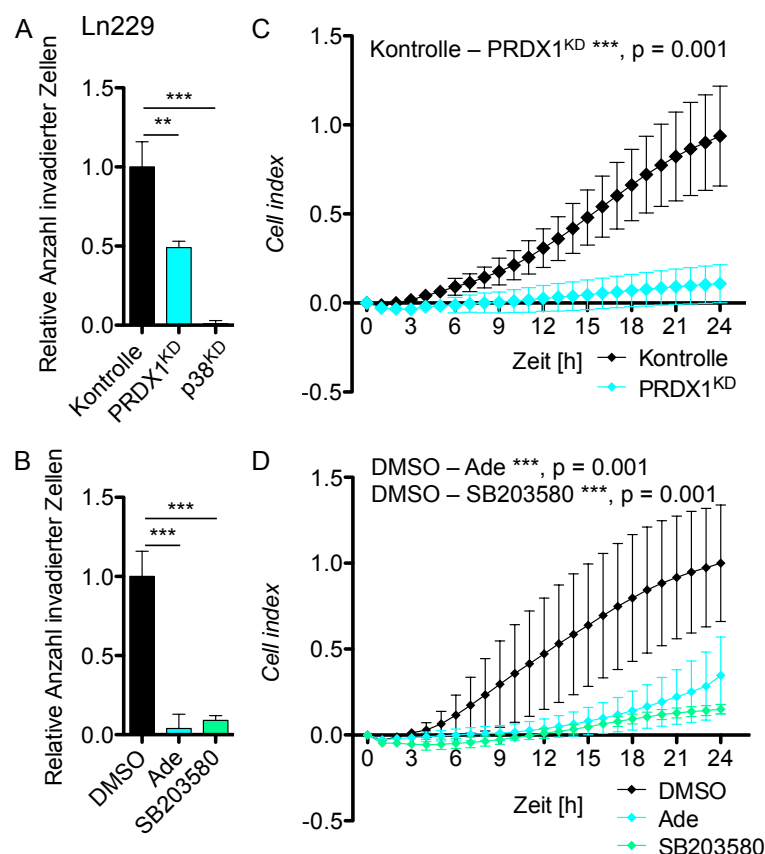 A
Ln229
Relative Anzahl invadierter Zellen
1.5
1.0
0.5
0.0
***
**
Kontrolle
PRDX1KD
p38KD
C
Kontrolle – PRDX1KD ***, p = 0.001
Cell index
1.5
1.0
0.5
0.0
-0.5
0 3 6 9 12 15 18 21 24
Zeit [h]
Kontrolle
PRDX1KD
B
Relative Anzahl invadierter Zellen
1.5
1.0
0.5
0.0
***
***
DMSO
Ade
SB203580
D
DMSO – Ade ***, p = 0.001
DMSO – SB203580 ***, p = 0.001
Cell index
1.5
1.0
0.5
0.0
-0.5
0 3 6 9 12 15 18 21 24
Zeit [h]
DMSO
Ade
SB203580